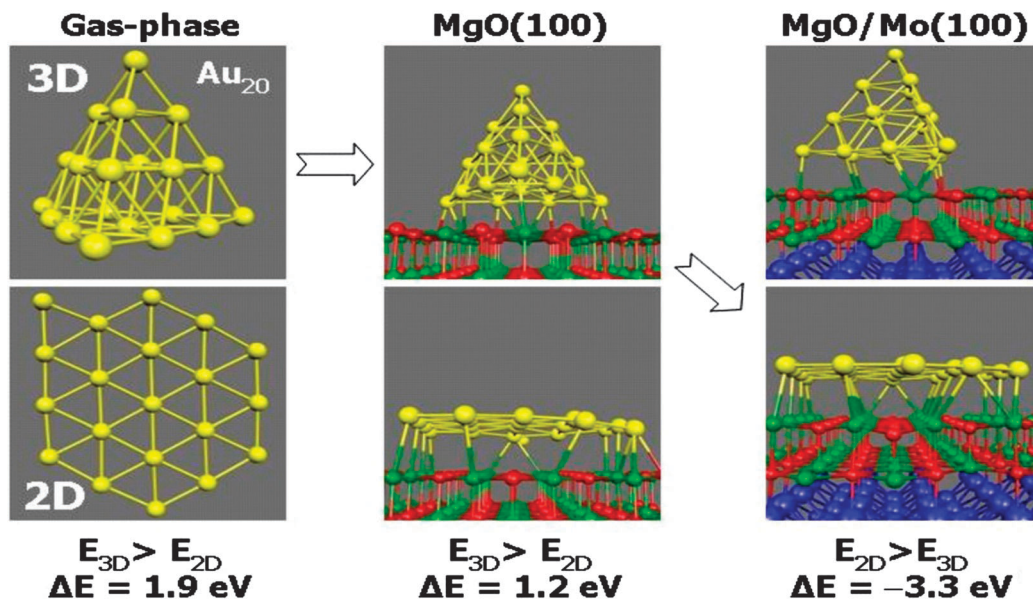 Gas-phase
MgO(100)
MgO/Mo(100)
3D
Au₂₀
2D
E₃D> E₂D
ΔE = 1.9 eV
E₃D> E₂D
ΔE = 1.2 eV
E₂D>E₃D
ΔE = −3.3 eV